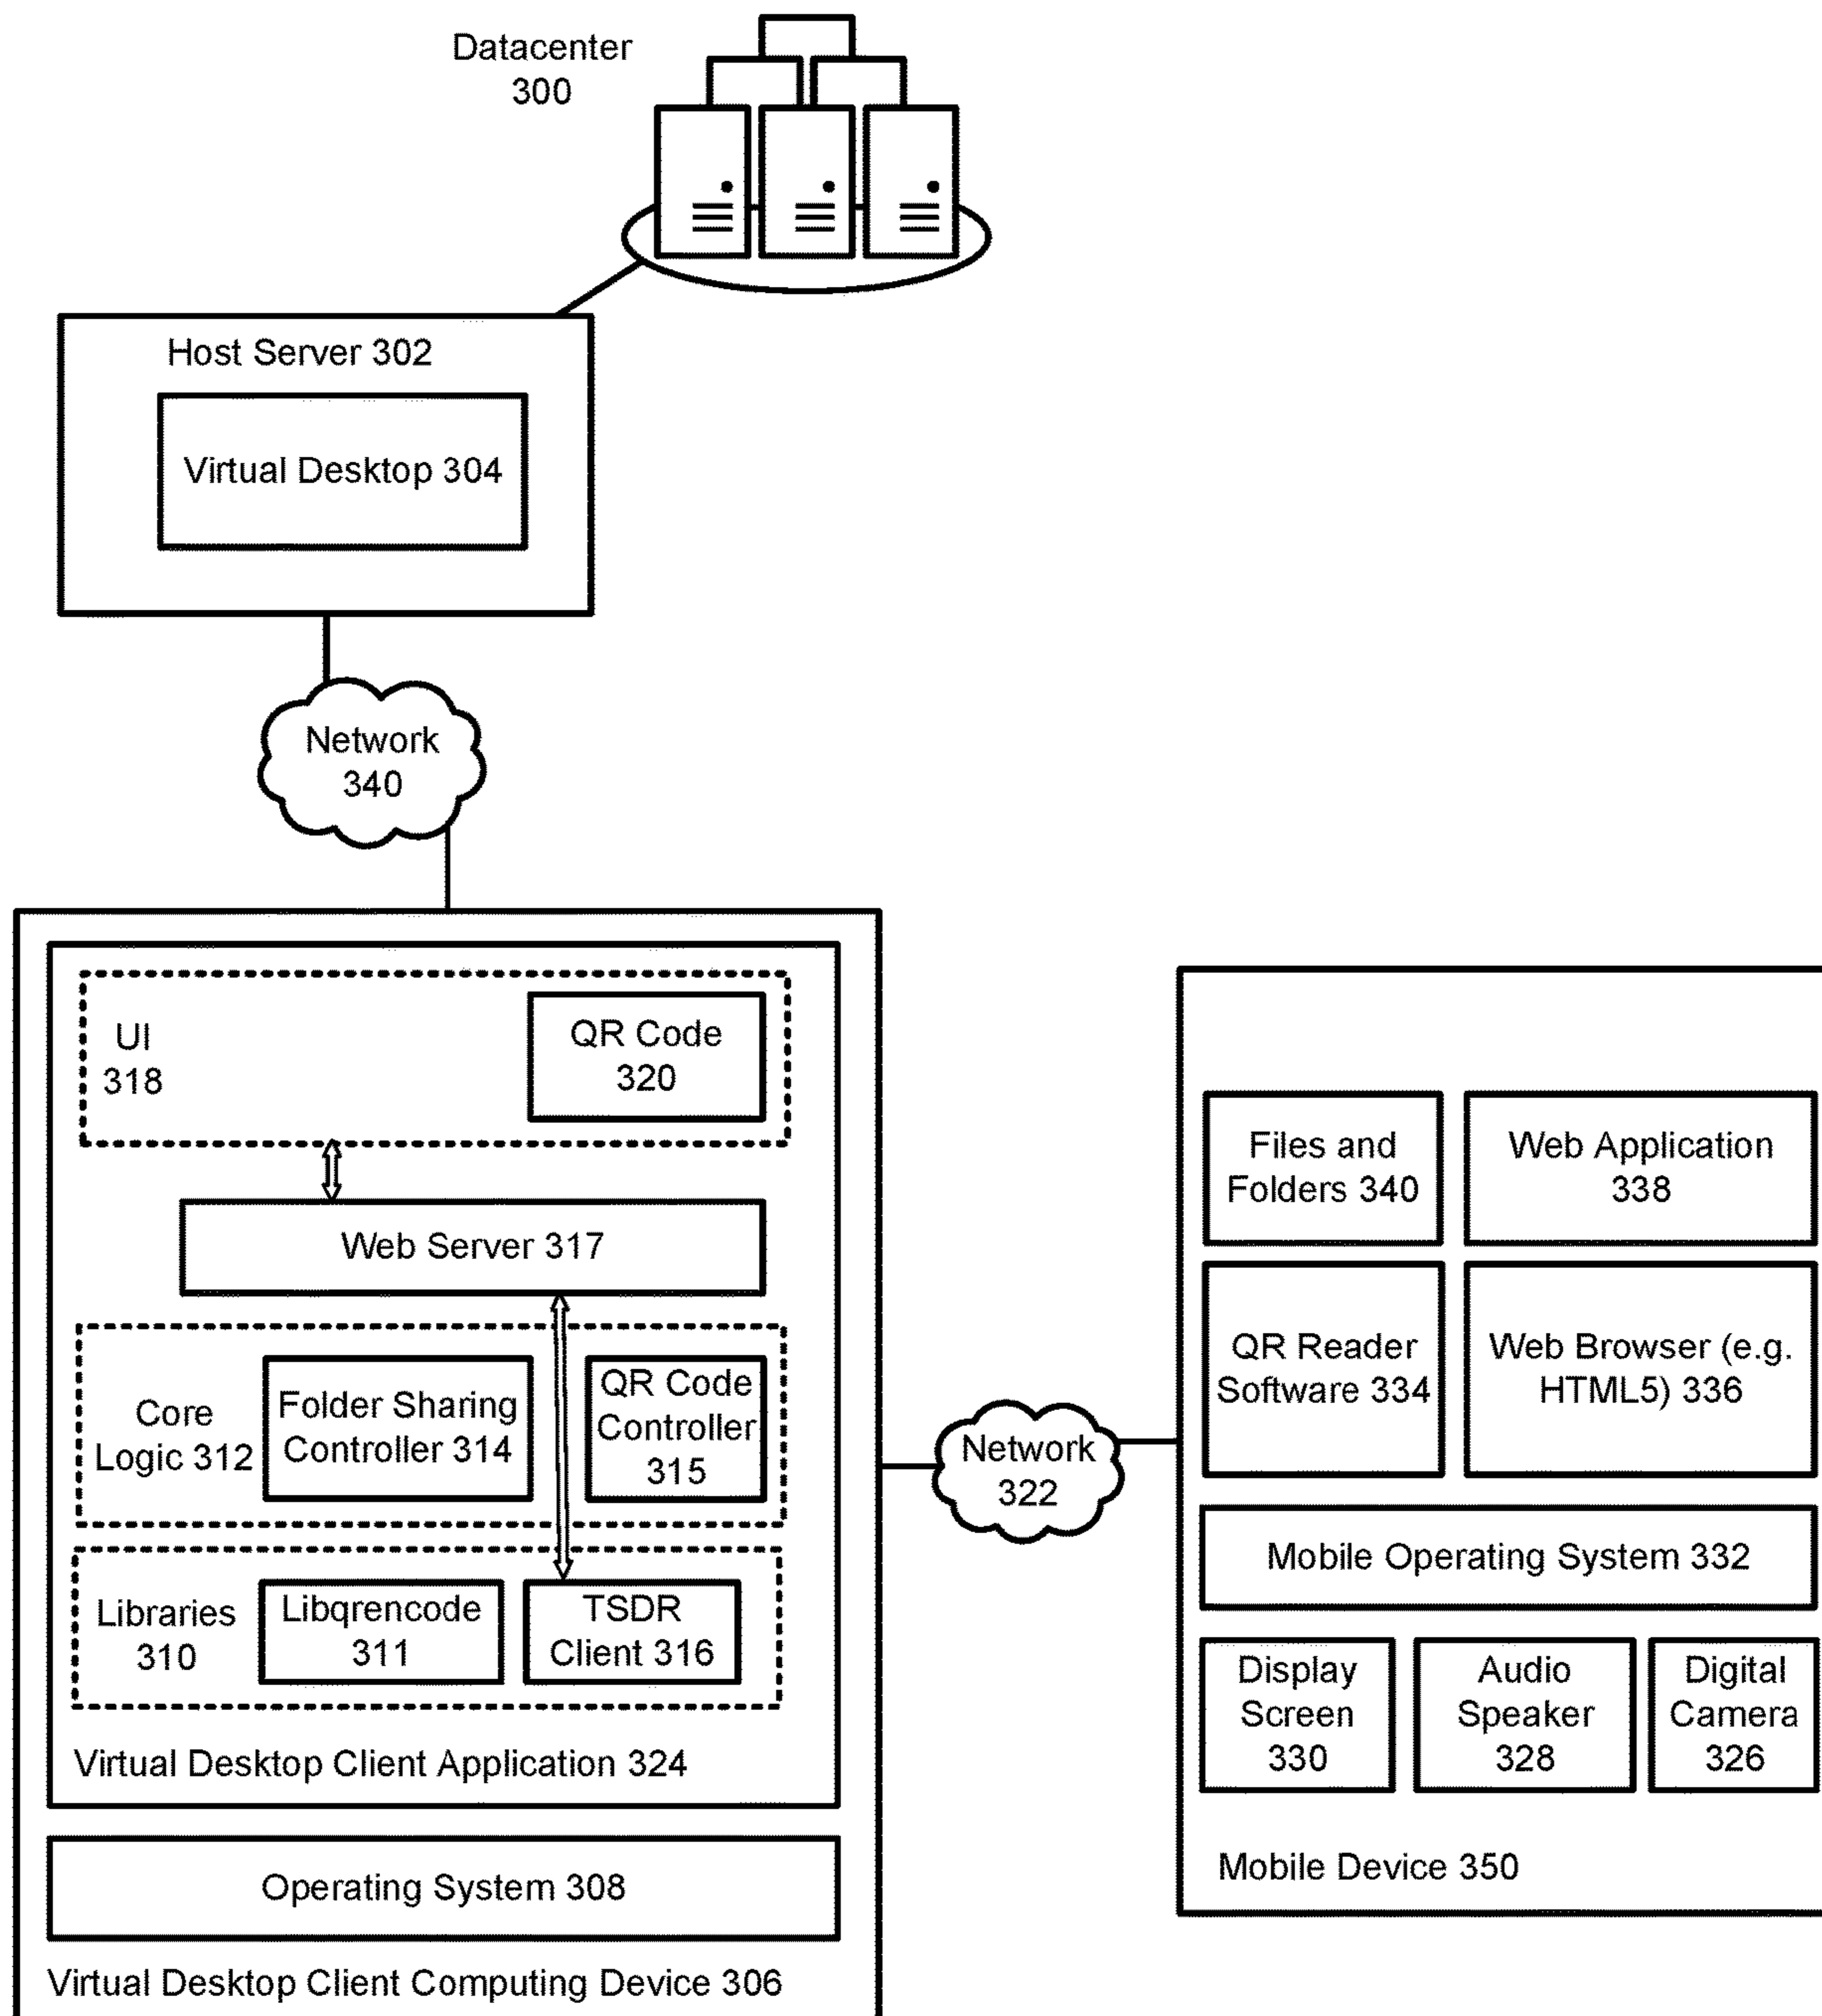 Datacenter
300
Host Server 302
Virtual Desktop 304
Network
340
UI
318
QR Code
320
Web Server 317
Core
Logic 312
Folder Sharing
Controller 314
QR Code
Controller
315
Libraries
310
Libqrencode
311
TSDR
Client 316
Virtual Desktop Client Application 324
Operating System 308
Virtual Desktop Client Computing Device 306
Network
322
Files and
Folders 340
Web Application
338
QR Reader
Software 334
Web Browser (e.g.
HTML5) 336
Mobile Operating System 332
Display
Screen
330
Audio
Speaker
328
Digital
Camera
326
Mobile Device 350